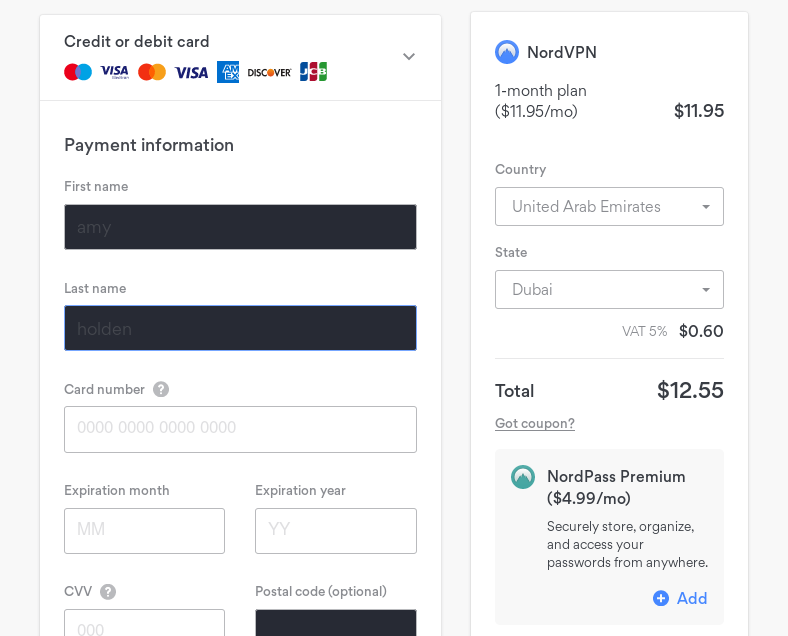 Credit or debit card
VISA
Electron
VISA
AM
EX
DISCOVER
JCB
Payment information
First name
amy
Last name
holden
Card number ?
0000 0000 0000 0000
Expiration month
Expiration year
MM
YY
CVV ?
Postal code (optional)
000
NordVPN
1-month plan
($11.95/mo)
$11.95
Country
United Arab Emirates
State
Dubai
VAT 5% $0.60
Total
$12.55
Got coupon?
NordPass Premium
($4.99/mo)
Securely store, organize,
and access your
passwords from anywhere.
Add